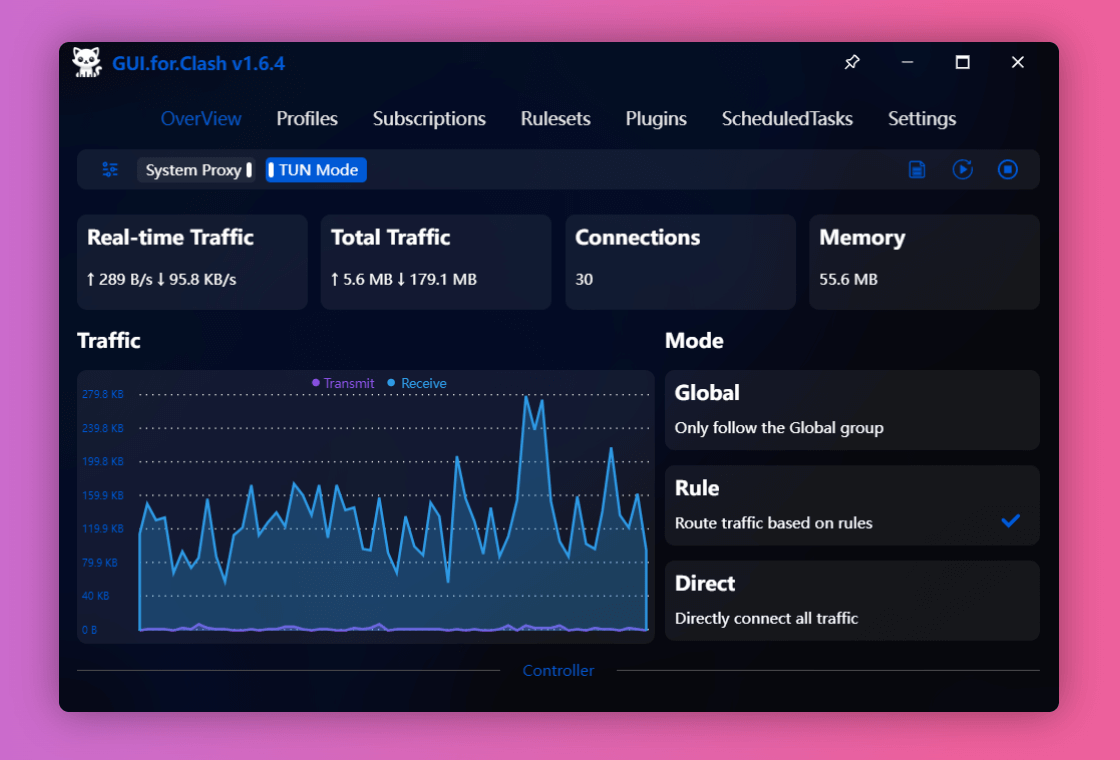 GUI.for.Clash v1.6.4
OverView Profiles Subscriptions Rulesets Plugins ScheduledTasks Settings
System Proxy TUN Mode
Real-time Traffic
↑ 289 B/s ↓ 95.8 KB/s
Total Traffic
↑ 5.6 MB ↓ 179.1 MB
Connections
30
Memory
55.6 MB
Traffic
Transmit Receive
279.8 KB
239.8 KB
199.8 KB
159.9 KB
119.9 KB
79.9 KB
40 KB
0 B
Mode
Global
Only follow the Global group
Rule
Route traffic based on rules
Direct
Directly connect all traffic
Controller